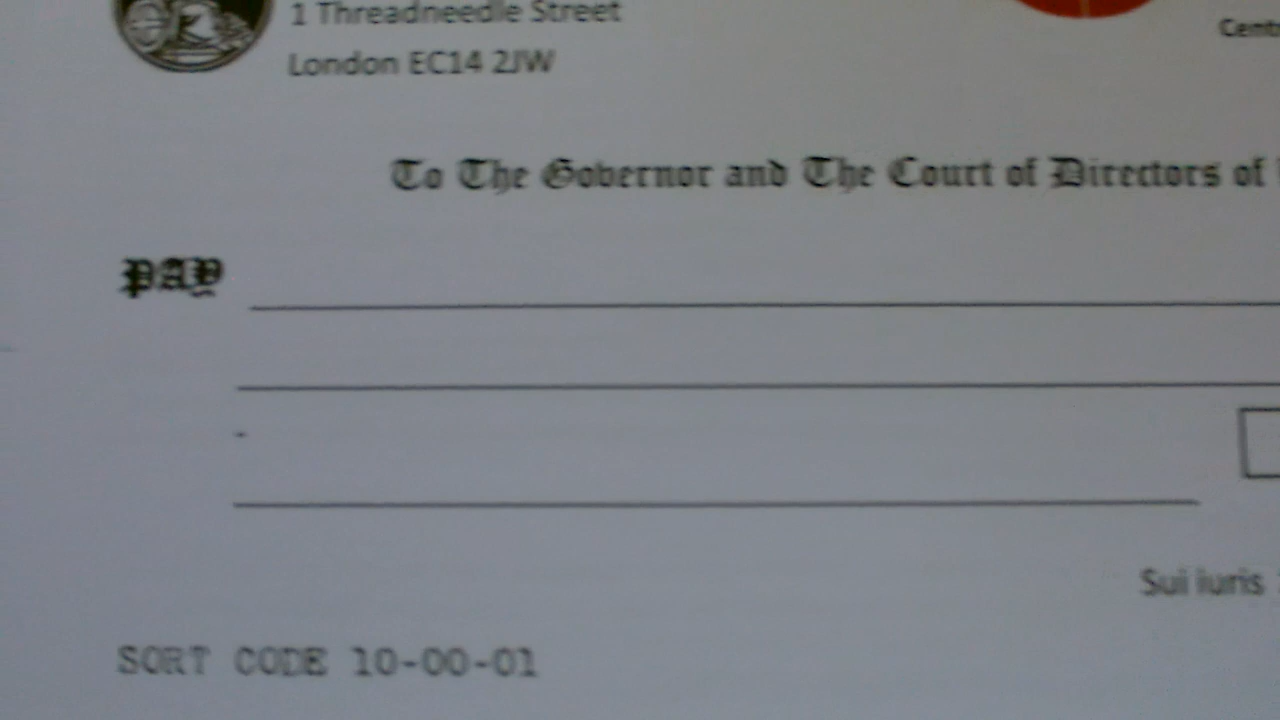 1 Threadneedle Street
London EC14 2JW
Cent
To The Governor and The Court of Directors of
PAY
-
Sui iuris
SORT CODE 10-00-01